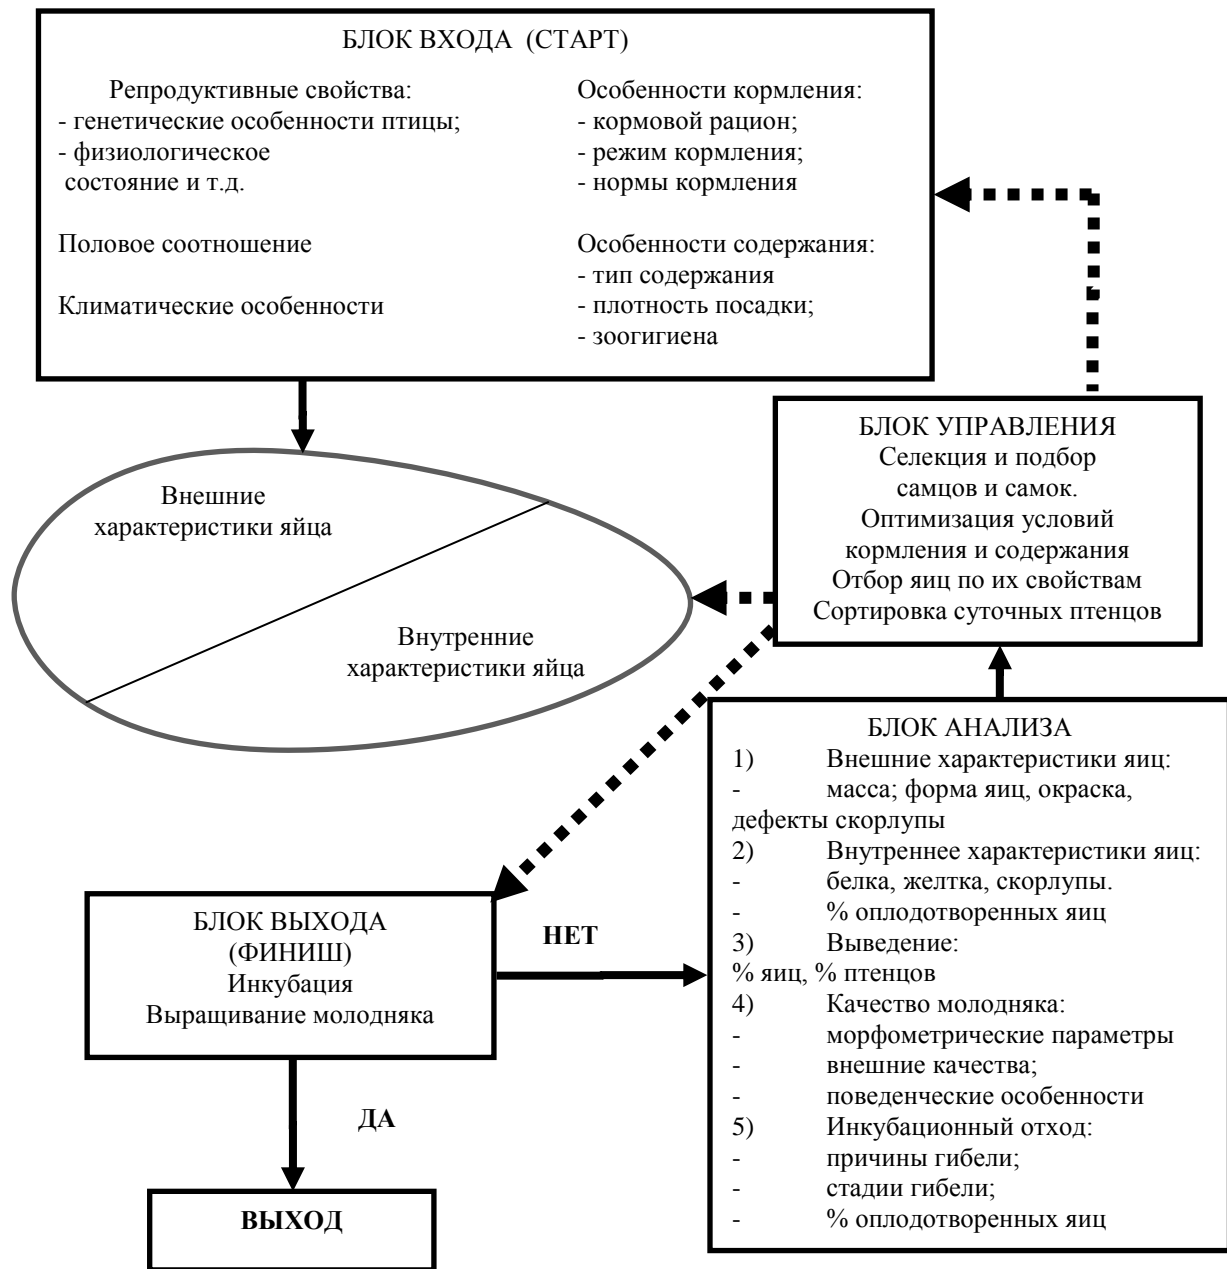 БЛОК ВХОДА (СТАРТ)
Репродуктивные свойства:
- генетические особенности птицы;
- физиологическое
состояние и т.д.
Половое соотношение
Климатические особенности
Особенности кормления:
- кормовой рацион;
- режим кормления;
- нормы кормления
Особенности содержания:
- тип содержания
- плотность посадки;
- зоогигиена
Внешние
характеристики яйца
Внутренние
характеристики яйца
БЛОК УПРАВЛЕНИЯ
Селекция и подбор
самцов и самок.
Оптимизация условий
кормления и содержания
Отбор яиц по их свойствам
Сортировка суточных птенцов
БЛОК АНАЛИЗА
1) Внешние характеристики яиц:
- масса; форма яиц, окраска,
дефекты скорлупы
2) Внутреннее характеристики яиц:
- белка, желтка, скорлупы.
- % оплодотворенных яиц
3) Выведение:
% яиц, % птенцов
4) Качество молодняка:
- морфометрические параметры
- внешние качества;
- поведенческие особенности
5) Инкубационный отход:
- причины гибели;
- стадии гибели;
- % оплодотворенных яиц
БЛОК ВЫХОДА
(ФИНИШ)
Инкубация
Выращивание молодняка
НЕТ
ДА
ВЫХОД